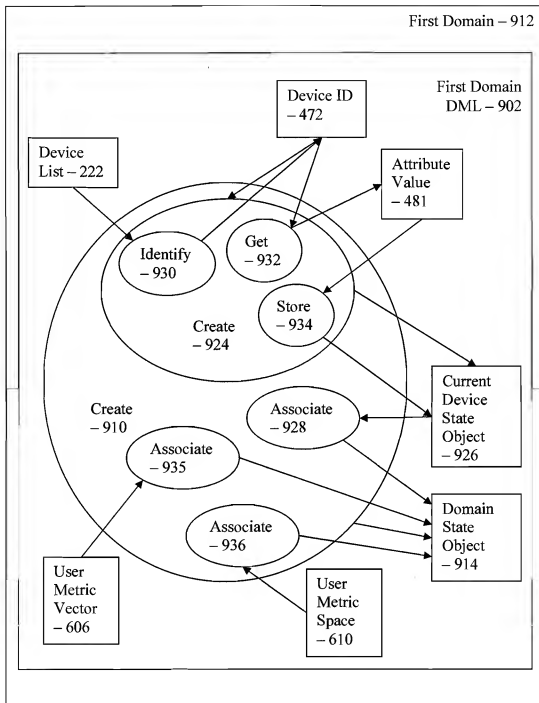 First Domain – 912
First Domain
DML – 902
Device ID
– 472
Device
List – 222
Attribute
Value
– 481
Identify
– 930
Get
– 932
Store
– 934
Create
– 924
Current
Device
State
Object
– 926
Create
– 910
Associate
– 928
Associate
– 935
Domain
State
Object
– 914
Associate
– 936
User
Metric
Vector
– 606
User
Metric
Space
– 610